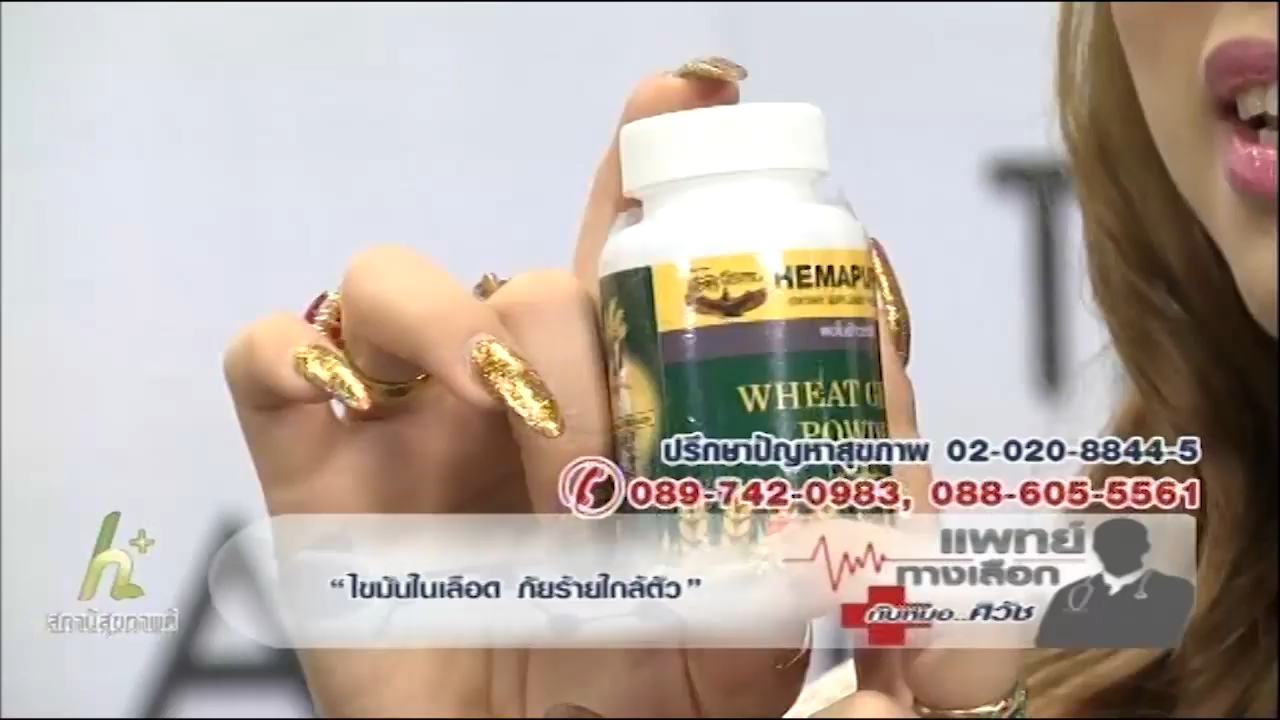 T
HEMAPU
WHEAT G
POWD
ปรึกษาปัญหาสุขภาพ 02-020-8844-5
089-742-0983, 088-605-5561
แพทย์
ทางเลือก
กับหมอ..ศิวัช
“ไขมันในเลือด ภัยร้ายใกล้ตัว”
h+
สถานีสุขภาพดี
A